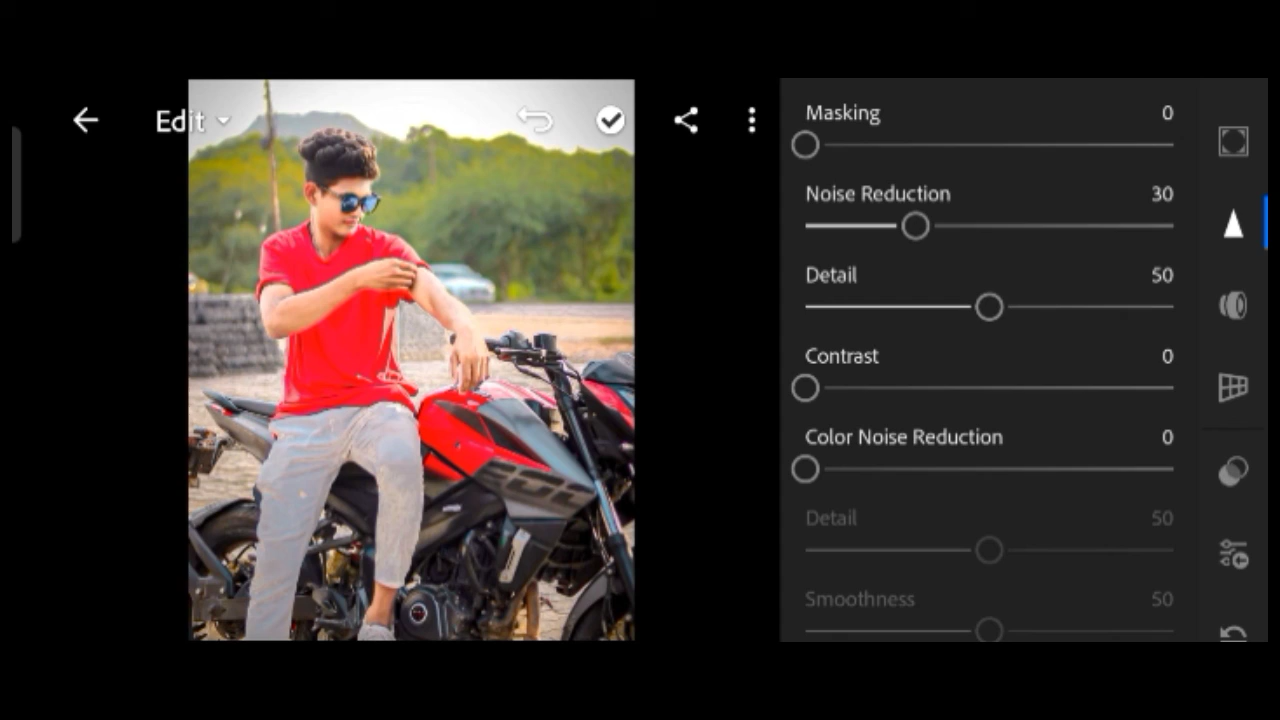 Edit
Masking 0
Noise Reduction 30
Detail 50
Contrast 0
Color Noise Reduction 0
Detail 50
Smoothness 50